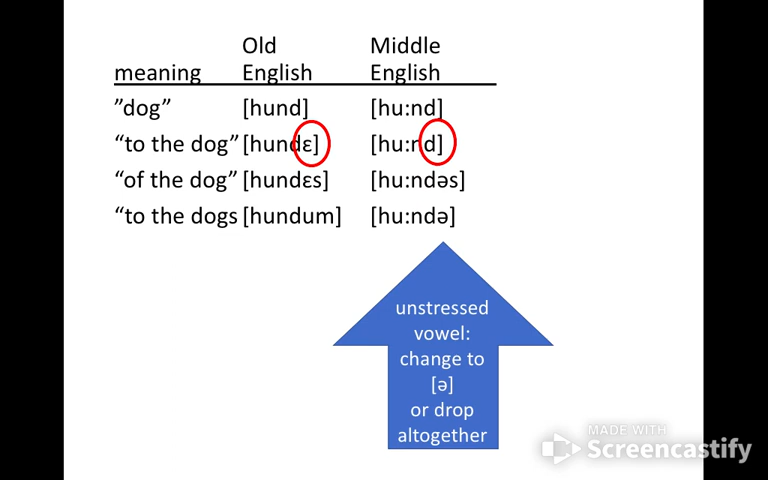 Old Middle
meaning English English
”dog” [hund] [hu:nd]
“to the dog” [hundɛ] [hu:nd]
“of the dog” [hundɛs] [hu:ndəs]
“to the dogs [hundum] [hu:ndə]
unstressed
vowel:
change to
[ə]
or drop
altogether
MADE WITH
Screencastify